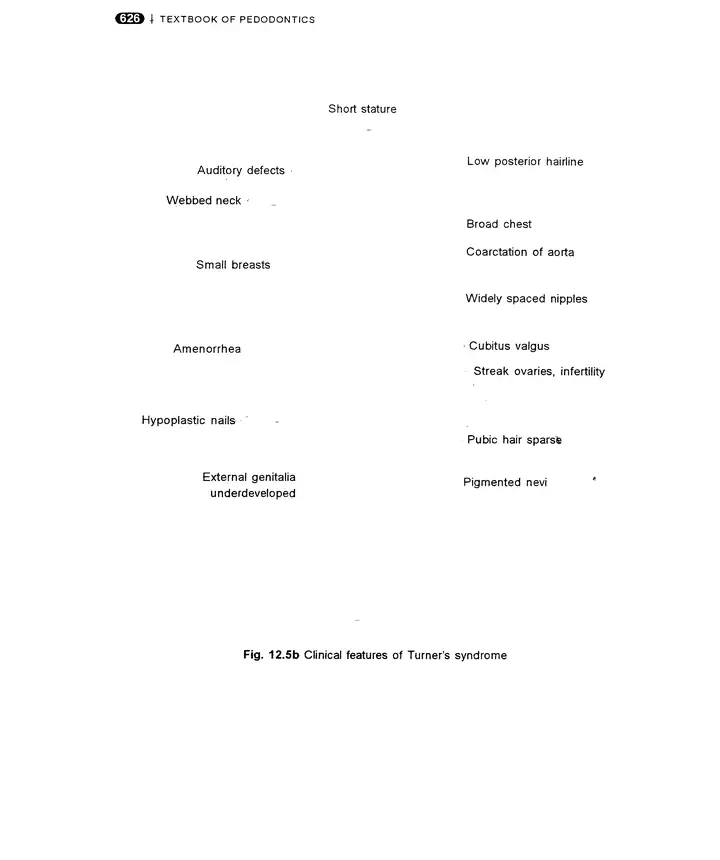 626 TEXTBOOK OF PEDODONTICS
Short stature
Low posterior hairline
Auditory defects
Webbed neck
Broad chest
Coarctation of aorta
Small breasts
Widely spaced nipples
Cubitus valgus
Amenorrhea
Streak ovaries, infertility
Hypoplastic nails
Pubic hair sparse
External genitalia
underdeveloped
Pigmented nevi
Fig. 12.5b Clinical features of Turner's syndrome